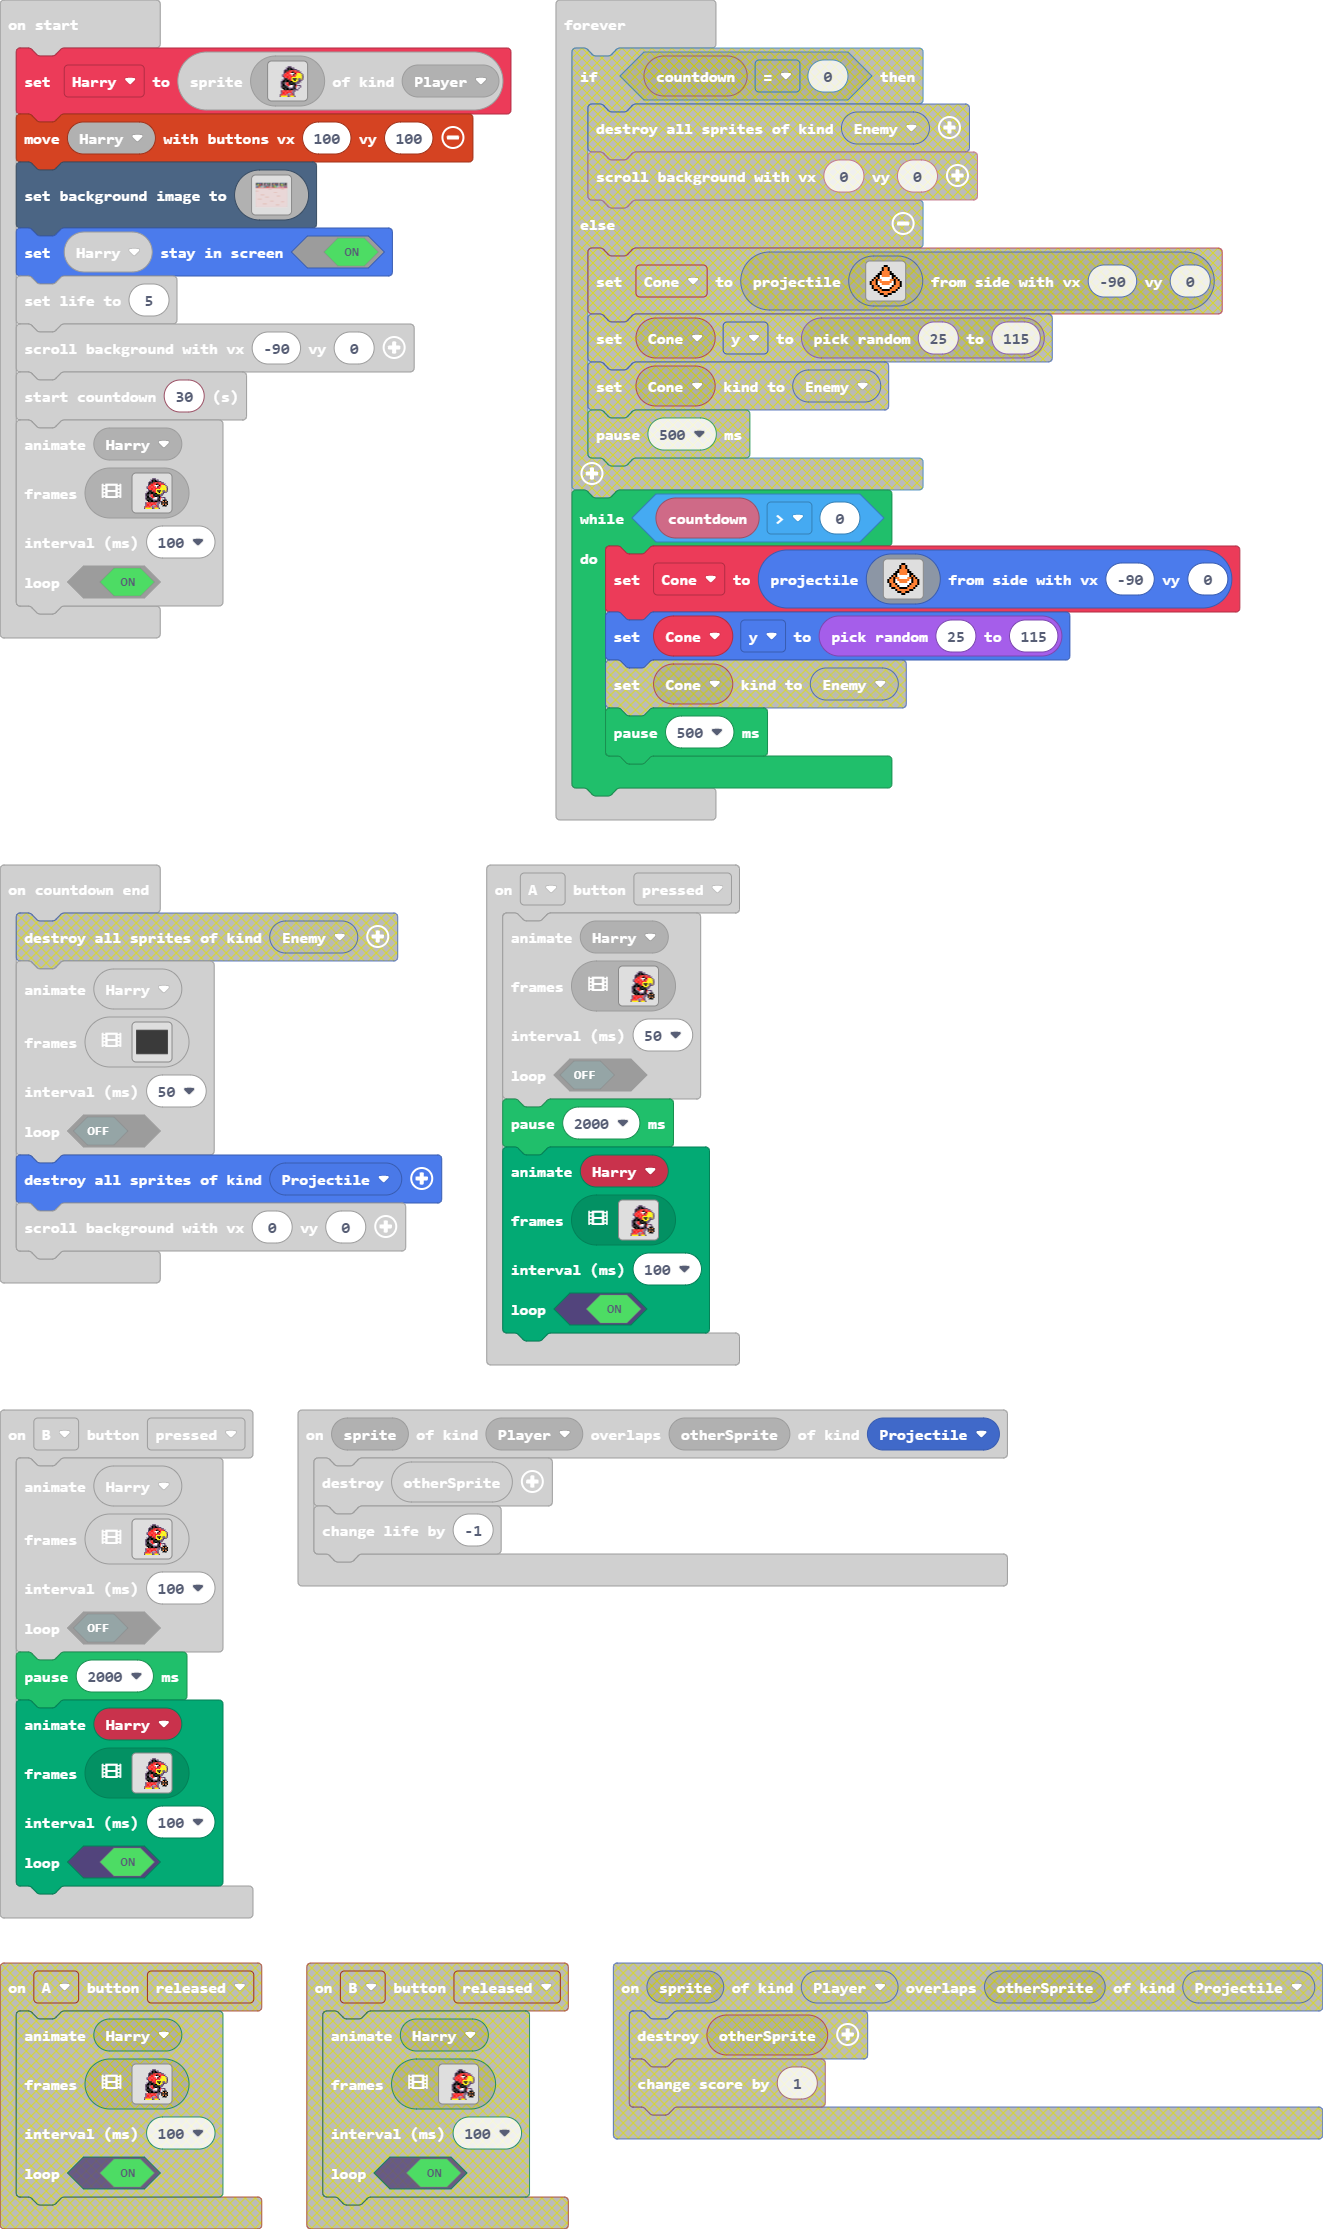 on start
set Harry to sprite of kind Player
move Harry with buttons vx 100 vy 100
set background image to
set Harry stay in screen ON
set life to 5
scroll background with vx -90 vy 0
start countdown 30 (s)
animate Harry
frames
interval (ms) 100
loop ON
forever
if countdown = 0 then
destroy all sprites of kind Enemy
scroll background with vx 0 vy 0
else
set Cone to projectile from side with vx -90 vy 0
set Cone y to pick random 25 to 115
set Cone kind to Enemy
pause 500 ms
while countdown > 0
do
set Cone to projectile from side with vx -90 vy 0
set Cone y to pick random 25 to 115
set Cone kind to Enemy
pause 500 ms
on countdown end
destroy all sprites of kind Enemy
animate Harry
frames
interval (ms) 50
loop OFF
destroy all sprites of kind Projectile
scroll background with vx 0 vy 0
on A button pressed
animate Harry
frames
interval (ms) 50
loop OFF
pause 2000 ms
animate Harry
frames
interval (ms) 100
loop ON
on B button pressed
animate Harry
frames
interval (ms) 100
loop OFF
pause 2000 ms
animate Harry
frames
interval (ms) 100
loop ON
on sprite of kind Player overlaps otherSprite of kind Projectile
destroy otherSprite
change life by -1
on A button released
animate Harry
frames
interval (ms) 100
loop ON
on B button released
animate Harry
frames
interval (ms) 100
loop ON
on sprite of kind Player overlaps otherSprite of kind Projectile
destroy otherSprite
change score by 1